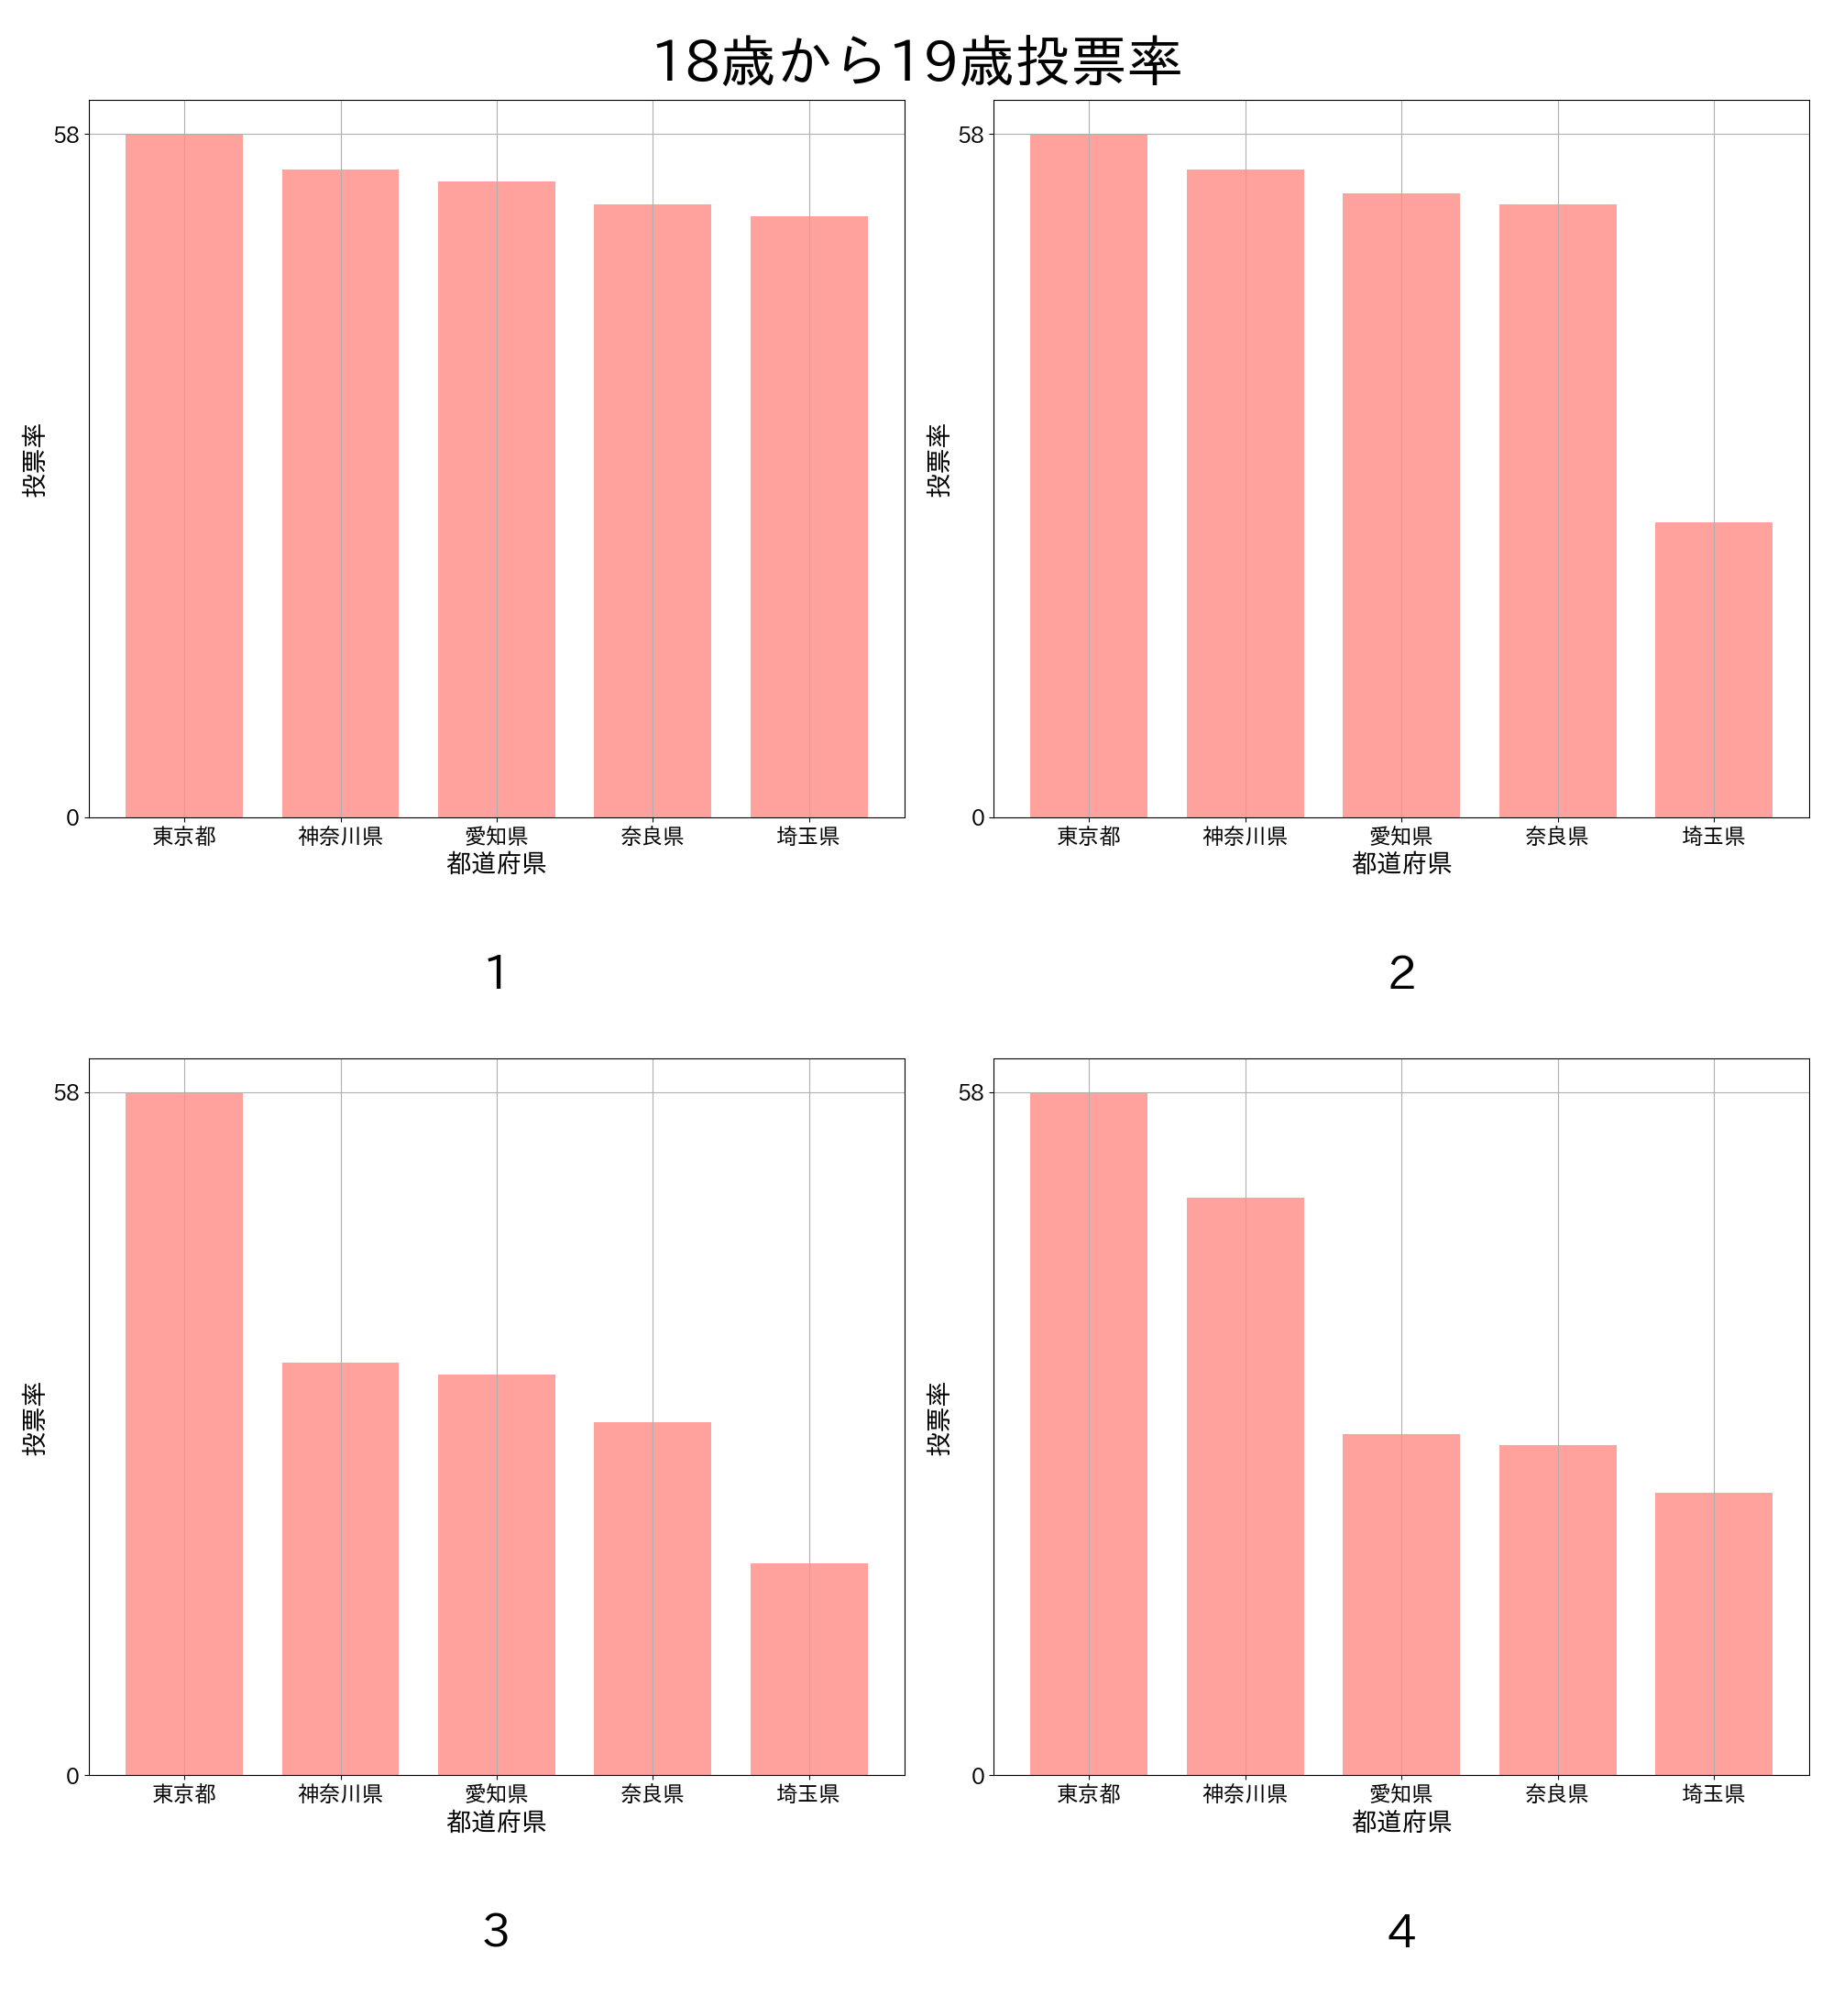 18歳から19歳投票率
58
0
投票率
東京都 神奈川県 愛知県 奈良県 埼玉県
都道府県
1
58
0
投票率
東京都 神奈川県 愛知県 奈良県 埼玉県
都道府県
2
58
0
投票率
東京都 神奈川県 愛知県 奈良県 埼玉県
都道府県
3
58
0
投票率
東京都 神奈川県 愛知県 奈良県 埼玉県
都道府県
4